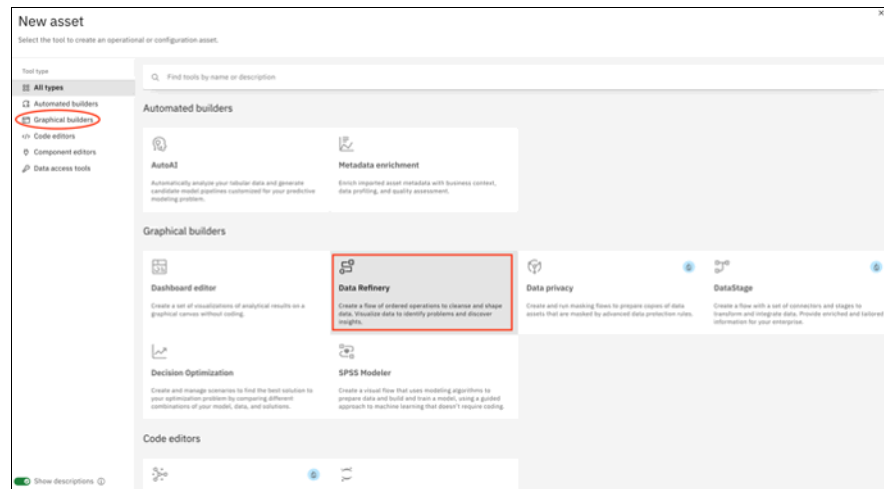 New asset
Select the tool to create an operational or configuration asset.
Tool type
All types
Automated builders
Graphical builders
Code editors
Component editors
Data access tools
Find tools by name or description
Automated builders
AutoAI
Automatically analyze your tabular data and generate
candidate model pipelines customized for your predictive
modeling problem.
Metadata enrichment
Enrich imported asset metadata with business context,
data profiling, and quality assessment.
Graphical builders
Dashboard editor
Create a set of visualizations of analytical results on a
graphical canvas without coding.
Data Refinery
Create a flow of ordered operations to cleanse and shape
data. Visualize data to identify problems and discover
insights.
Data privacy
Create and run masking flows to prepare copies of data
assets that are masked by advanced data protection rules.
DataStage
Create a flow with a set of connectors and stages to
transform and integrate data. Provide enriched and tailored
information for your enterprise.
Decision Optimization
Create and manage scenarios to find the best solution to
your optimization problem by comparing different
combinations of your model, data, and solutions.
SPSS Modeler
Create a visual flow that uses modeling algorithms to
prepare data and build and train a model, using a guided
approach to machine learning that doesn't require coding.
Code editors
Show descriptions